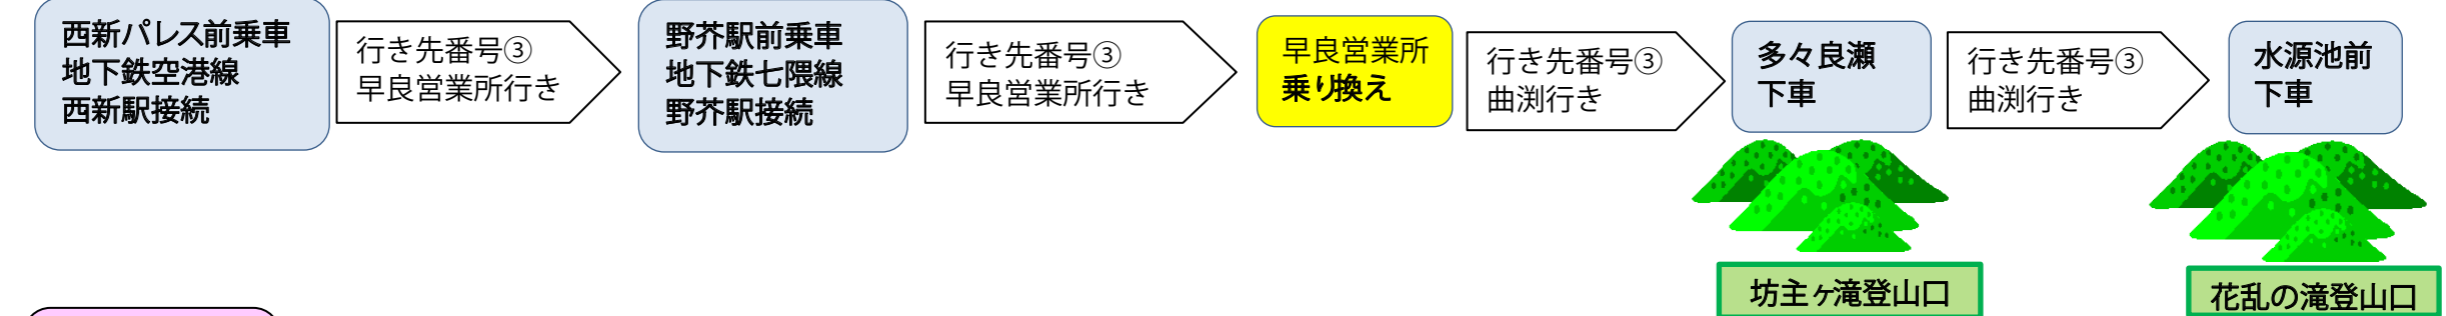 西新パレス前乗車
地下鉄空港線
西新駅接続
行き先番号③
早良営業所行き
野芥駅前乗車
地下鉄七隈線
野芥駅接続
行き先番号③
早良営業所行き
早良営業所
乗り換え
行き先番号③
曲渕行き
多々良瀬
下車
行き先番号③
曲渕行き
水源池前
下車
坊主ヶ滝登山口
花乱の滝登山口